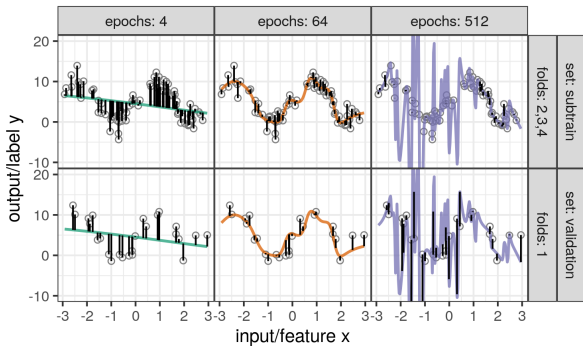 epochs: 4
epochs: 64
epochs: 512
output/label y
20
10
0
-10
set: subtrain
folds: 2,3,4
20
10
0
-10
set: validation
folds: 1
-3 -2 -1 0 1 2 3
-3 -2 -1 0 1 2 3
-3 -2 -1 0 1 2 3
input/feature x